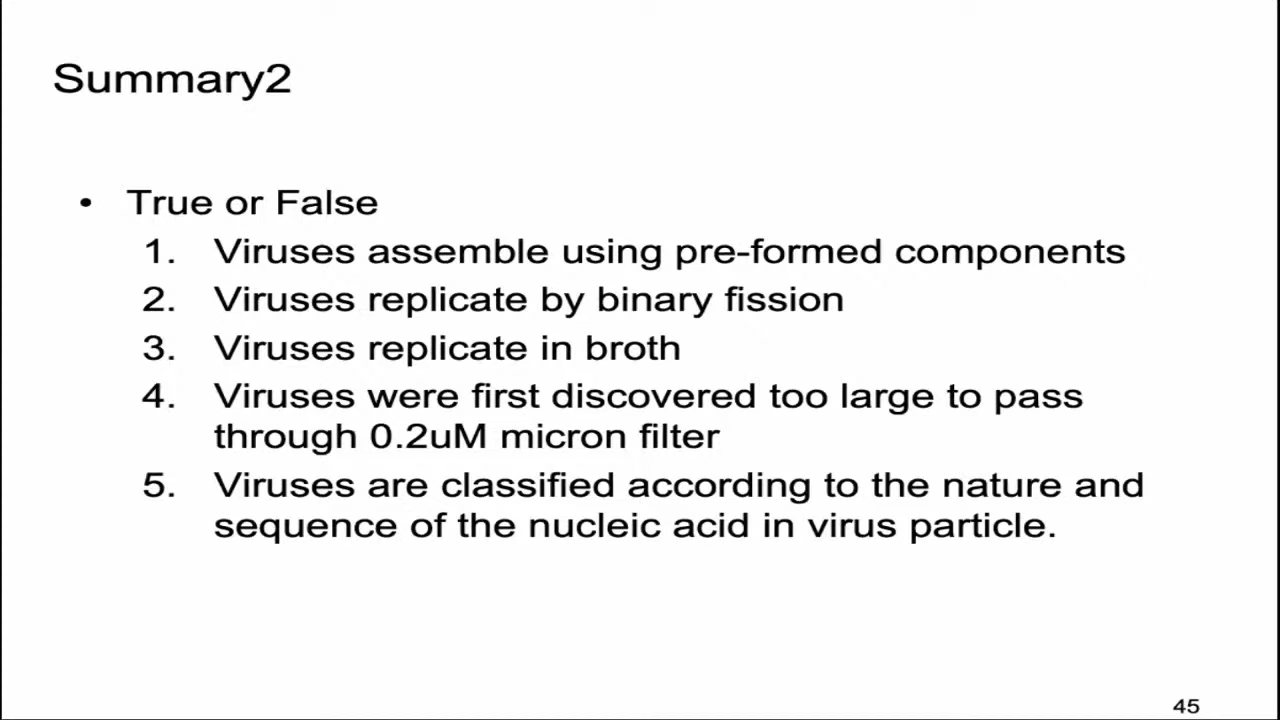 Summary2
• True or False
1. Viruses assemble using pre-formed components
2. Viruses replicate by binary fission
3. Viruses replicate in broth
4. Viruses were first discovered too large to pass
through 0.2uM micron filter
5. Viruses are classified according to the nature and
sequence of the nucleic acid in virus particle.
45